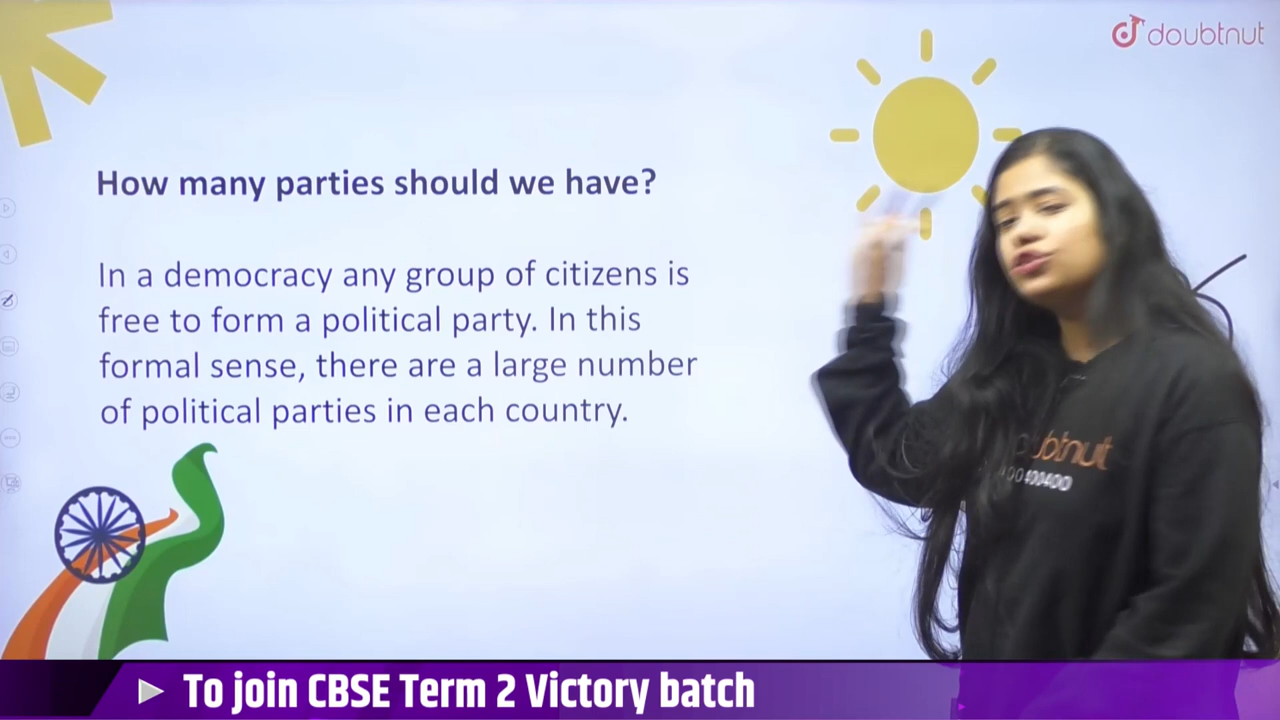 doubtnut
How many parties should we have?
In a democracy any group of citizens is
free to form a political party. In this
formal sense, there are a large number
of political parties in each country.
ubtnut
00400400
To join CBSE Term 2 Victory batch